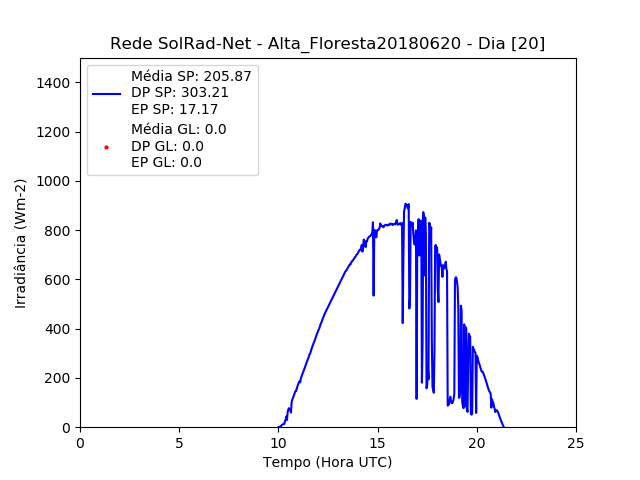 Rede SolRad-Net - Alta_Floresta20180620 - Dia [20]
Média SP: 205.87
DP SP: 303.21
EP SP: 17.17
Média GL: 0.0
DP GL: 0.0
EP GL: 0.0
Irradiância (Wm-2)
1400
1200
1000
800
600
400
200
0
0 5 10 15 20 25
Tempo (Hora UTC)